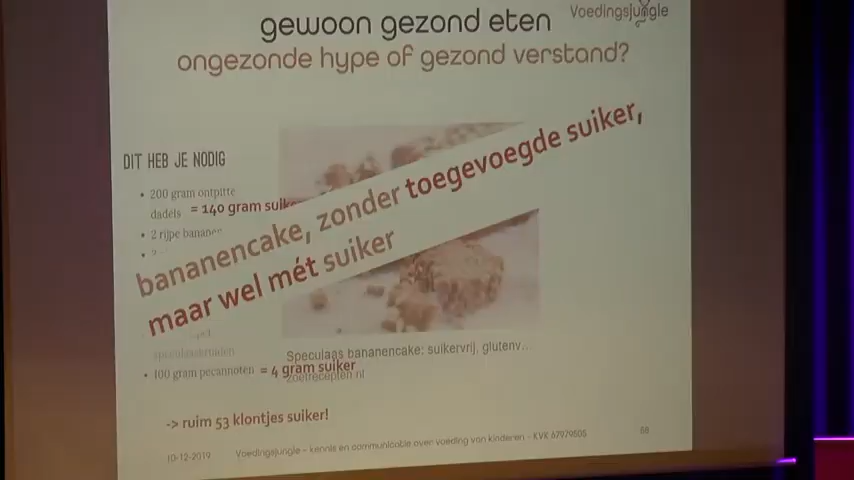 gewoon gezond eten
Voedingsjungle
ongezonde hype of gezond verstand?
DIT HEB JE NODIG
• 200 gram ontpitte
dadels = 140 gram suike
• 2 rijpe bananen
bananencake, zonder toegevoegde suiker,
maar wel mét suiker
Speculaas bananencake: suikervrij, glutenv...
zoetrecepten.nl
• 100 gram pecannoten = 4 gram suiker
-> ruim 53 klontjes suiker!
10-12-2019
Voedingsjungle – kennis en communicatie over voeding van kinderen - KVK 67979505
68